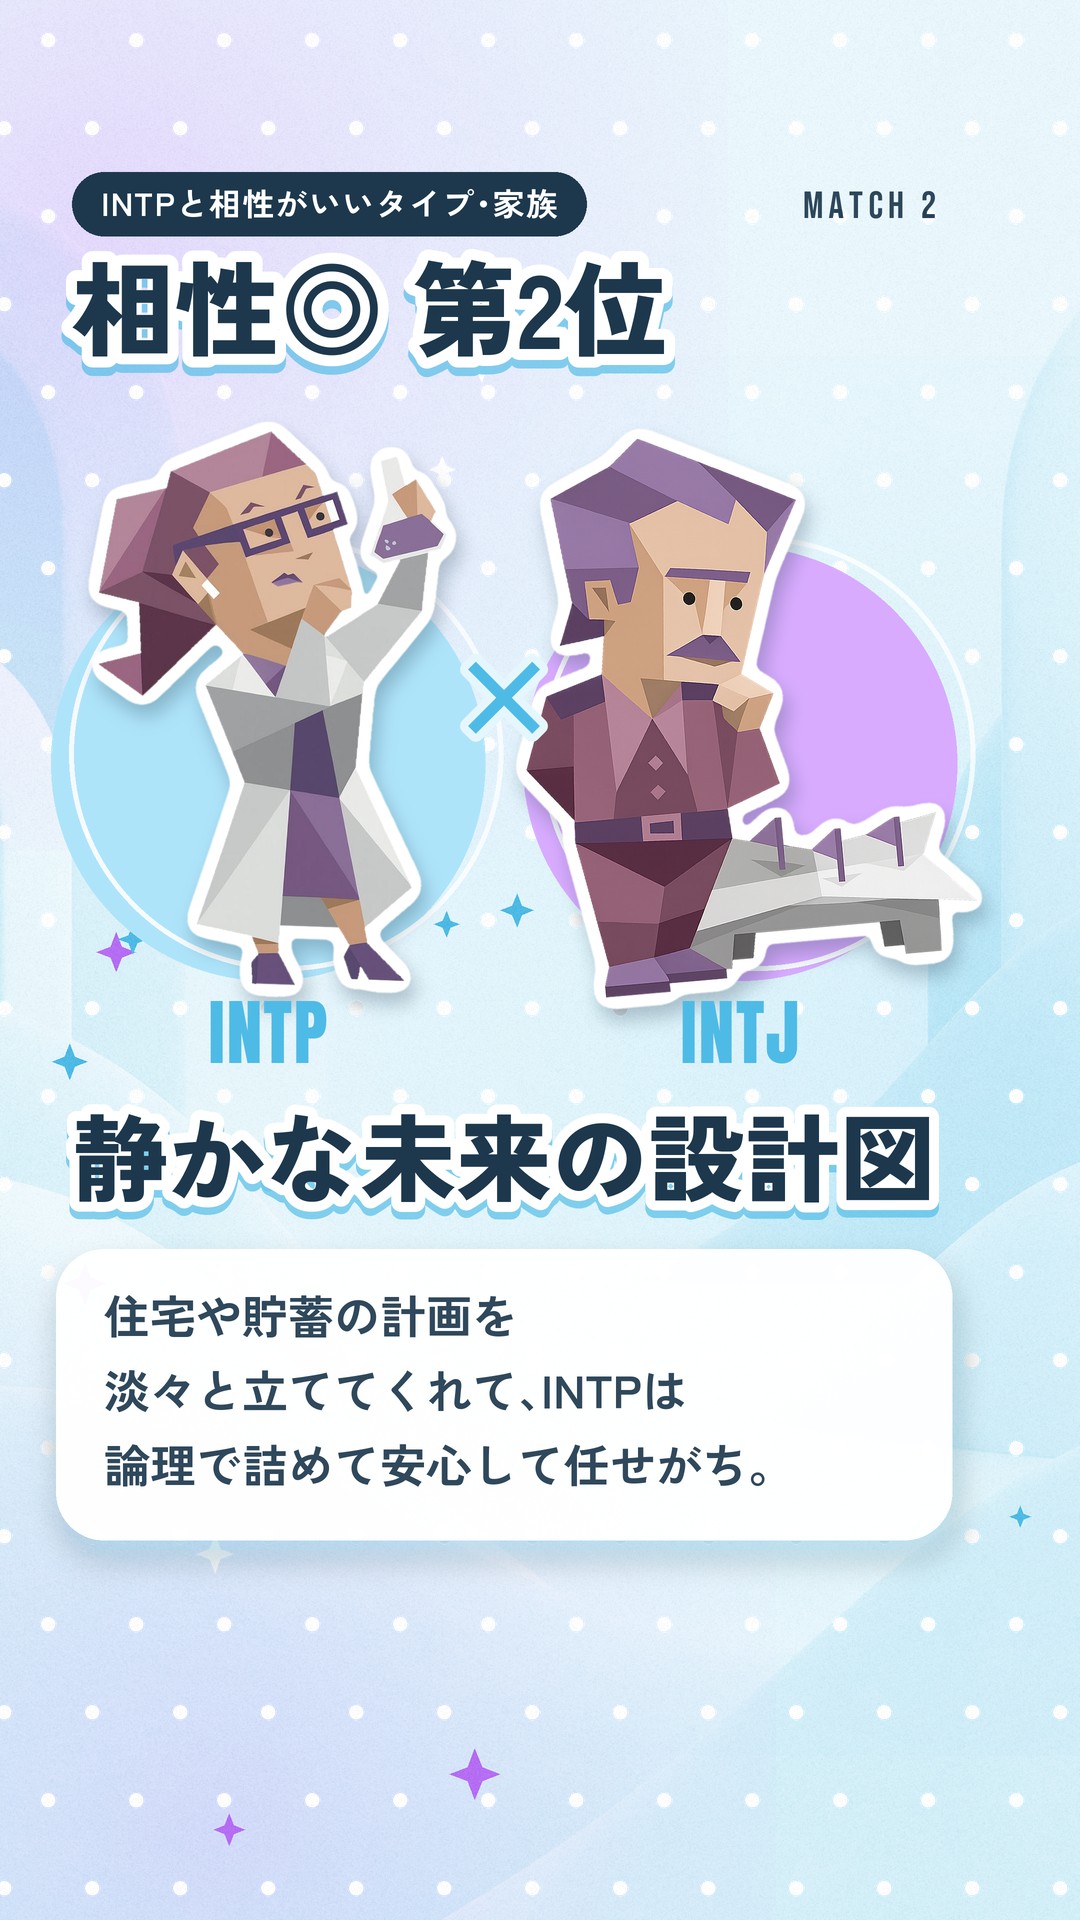 INTPと相性がいいタイプ・家族
MATCH 2
相性◎ 第2位
×
INTP
INTJ
静かな未来の設計図
住宅や貯蓄の計画を
淡々と立ててくれて、INTPは
論理で詰めて安心して任せがち。